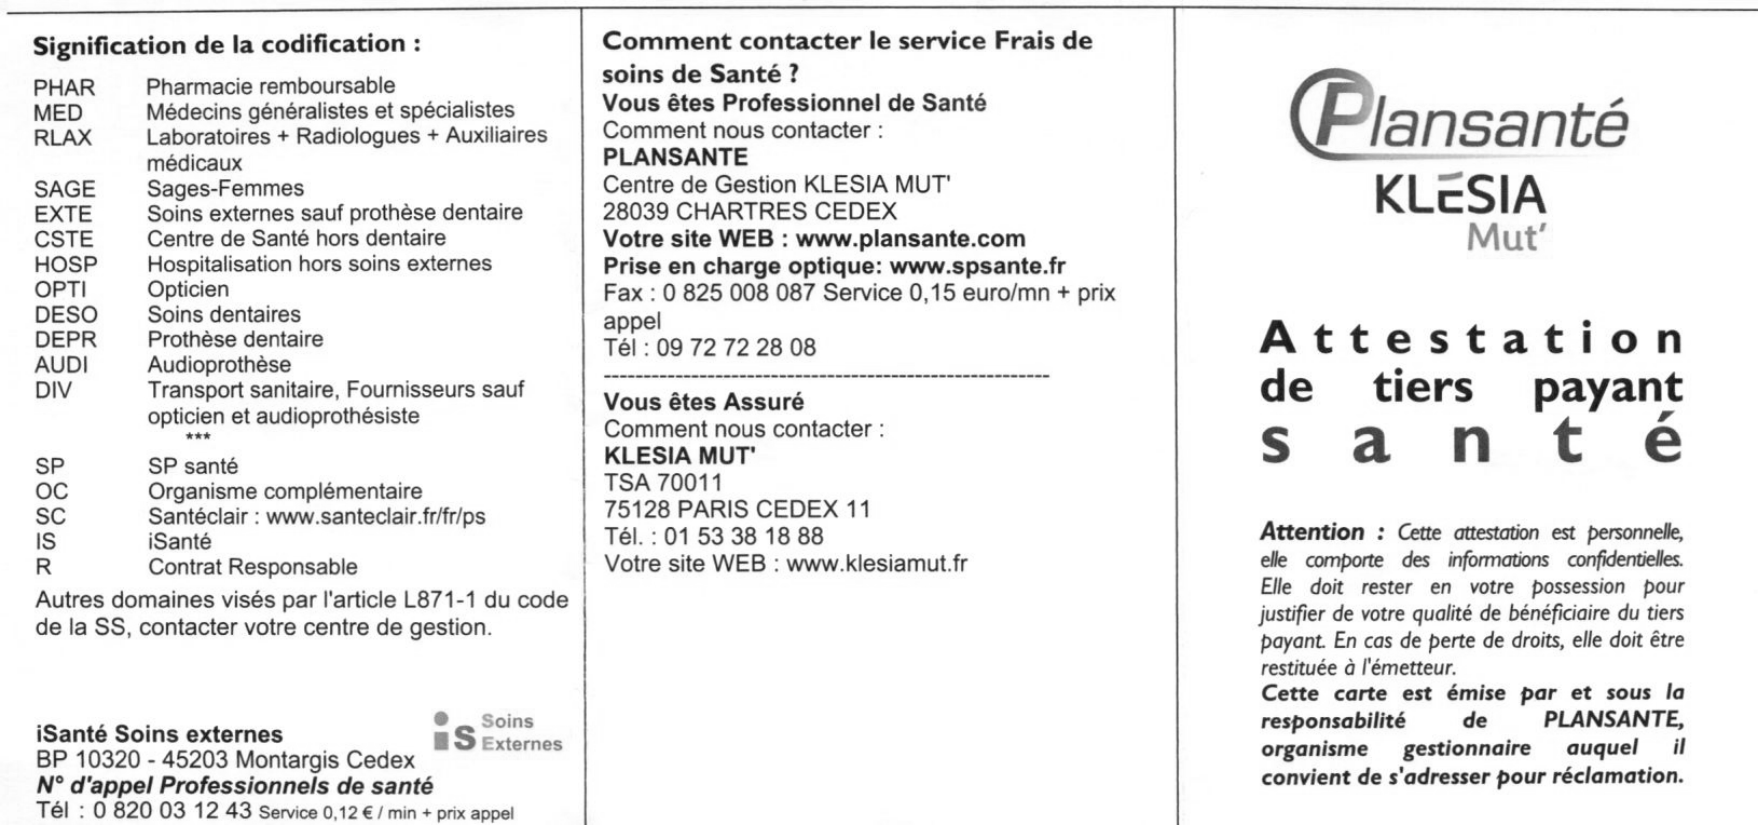 Signification de la codification :
PHAR Pharmacie remboursable
MED Médecins généralistes et spécialistes
RLAX Laboratoires + Radiologues + Auxiliaires
médicaux
SAGE Sages-Femmes
EXTE Soins externes sauf prothèse dentaire
CSTE Centre de Santé hors dentaire
HOSP Hospitalisation hors soins externes
OPTI Opticien
DESO Soins dentaires
DEPR Prothèse dentaire
AUDI Audioprothèse
DIV Transport sanitaire, Fournisseurs sauf
opticien et audioprothésiste
***
SP SP santé
OC Organisme complémentaire
SC Santéclair : www.santeclair.fr/fr/ps
IS iSanté
R Contrat Responsable
Autres domaines visés par l'article L871-1 du code
de la SS, contacter votre centre de gestion.
iSanté Soins externes
BP 10320 - 45203 Montargis Cedex
N° d'appel Professionnels de santé
Tél : 0 820 03 12 43 Service 0,12 € / min + prix appel
is Soins
Externes
Comment contacter le service Frais de
soins de Santé ?
Vous êtes Professionnel de Santé
Comment nous contacter :
PLANSANTE
Centre de Gestion KLESIA MUT'
28039 CHARTRES CEDEX
Votre site WEB : www.plansante.com
Prise en charge optique: www.spsante.fr
Fax : 0 825 008 087 Service 0,15 euro/mn + prix
appel
Tél : 09 72 72 28 08
------------------------------------------------------
Vous êtes Assuré
Comment nous contacter :
KLESIA MUT'
TSA 70011
75128 PARIS CEDEX 11
Tél. : 01 53 38 18 88
Votre site WEB : www.klesiamut.fr
Plansanté
KLESIA
Mut'
Attestation
de tiers payant
santé
Attention : Cette attestation est personnelle,
elle comporte des informations confidentielles.
Elle doit rester en votre possession pour
justifier de votre qualité de bénéficiaire du tiers
payant. En cas de perte de droits, elle doit être
restituée à l'émetteur.
Cette carte est émise par et sous la
responsabilité de PLANSANTE,
organisme gestionnaire auquel il
convient de s'adresser pour réclamation.